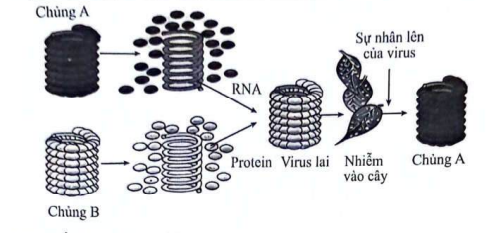 Chủng A
Sự nhân lên
của virus
RNA
Protein
Virus lai
Nhiễm
vào cây
Chủng A
Chủng B